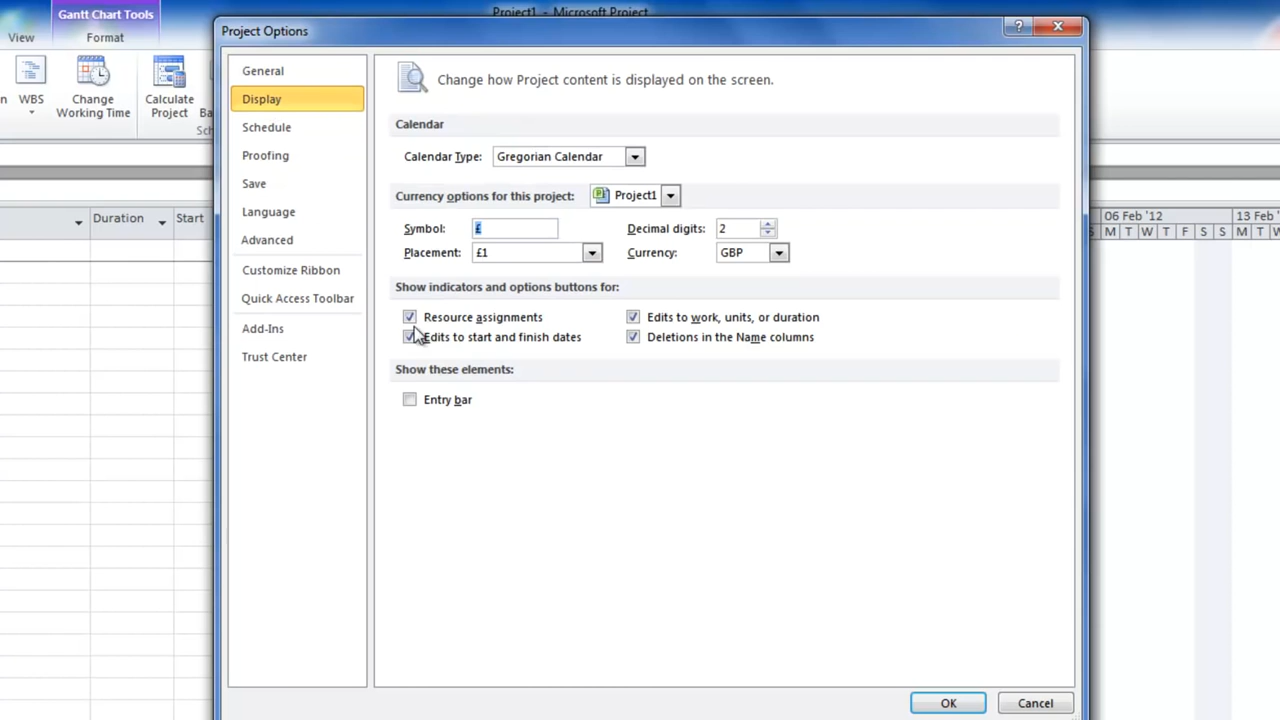 Project1 - Microsoft Project
Gantt Chart Tools
View
Format
WBS
Change
Working Time
Calculate
Project
Project Options
General
Display
Schedule
Proofing
Save
Language
Advanced
Customize Ribbon
Quick Access Toolbar
Add-Ins
Trust Center
Change how Project content is displayed on the screen.
Calendar
Calendar Type: Gregorian Calendar
Currency options for this project: Project1
Symbol: £ Decimal digits: 2
Placement: £1 Currency: GBP
Show indicators and options buttons for:
Resource assignments Edits to work, units, or duration
Edits to start and finish dates Deletions in the Name columns
Show these elements:
Entry bar
OK Cancel
Duration Start
06 Feb '12 13 Feb '1
S M T W T F S S M T W